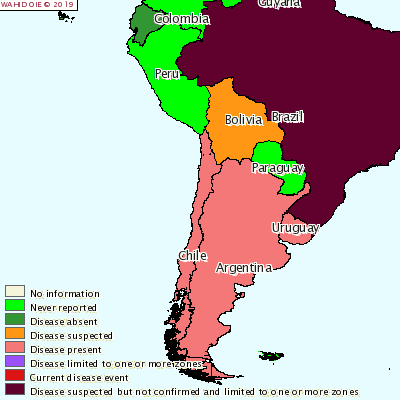 WAHID OIE © 2019
Guyana
Colombia
Peru
Bolivia
Brazil
Paraguay
Uruguay
Chile
Argentina
No information
Never reported
Disease absent
Disease suspected
Disease present
Disease limited to one or more zones
Current disease event
Disease suspected but not confirmed and limited to one or more zones